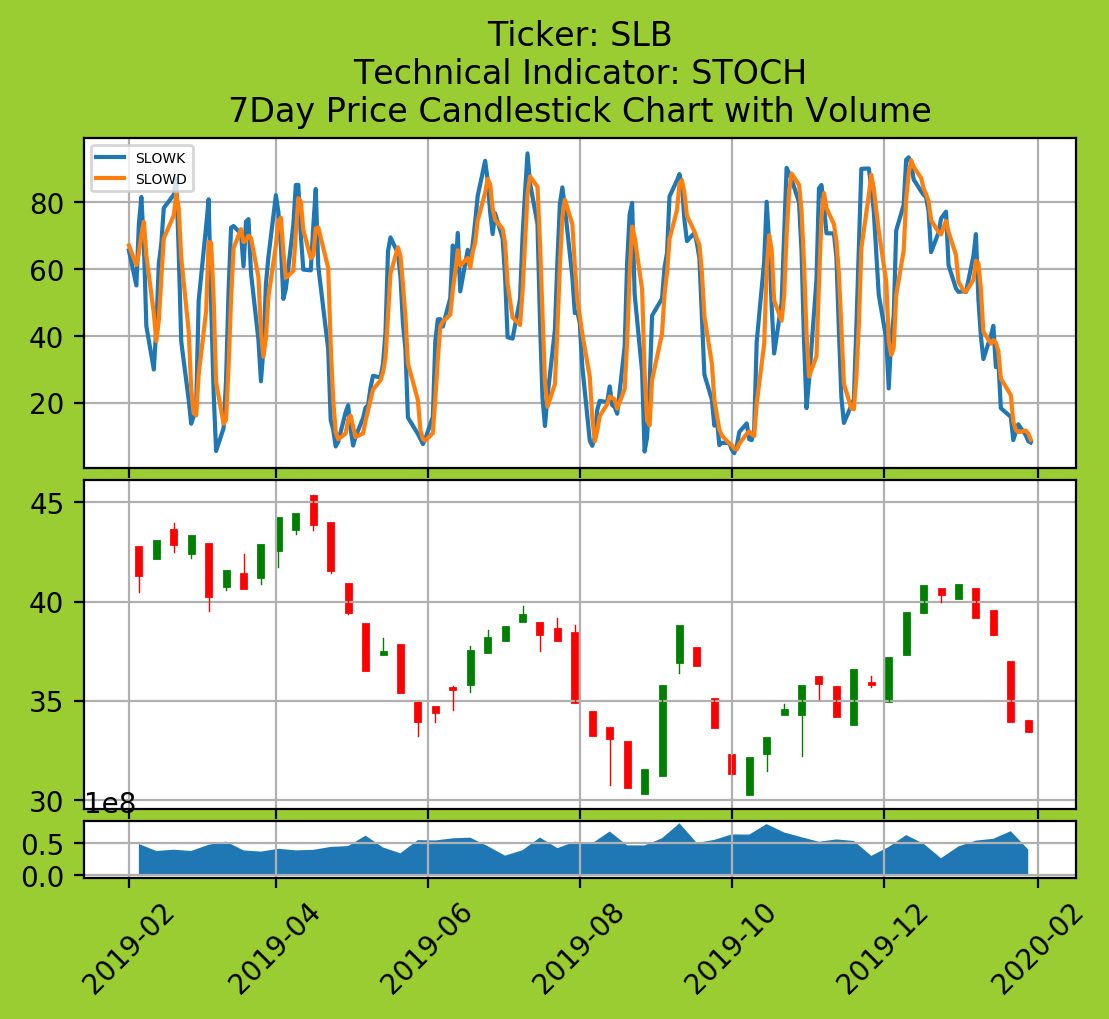 Ticker: SLB
Technical Indicator: STOCH
7Day Price Candlestick Chart with Volume
SLOWK
SLOWD
80
60
40
20
45
40
35
30
1e8
0.5
0.0
2019-02
2019-04
2019-06
2019-08
2019-10
2019-12
2020-02